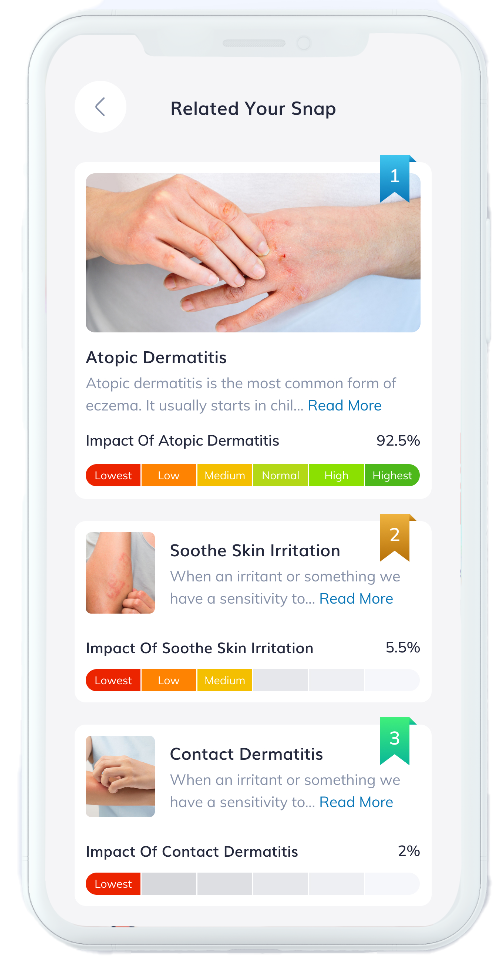 Related Your Snap
1
Atopic Dermatitis
Atopic dermatitis is the most common form of
eczema. It usually starts in chil... Read More
Impact Of Atopic Dermatitis 92.5%
Lowest Low Medium Normal High Highest
2
Soothe Skin Irritation
When an irritant or something we
have a sensitivity to... Read More
Impact Of Soothe Skin Irritation 5.5%
Lowest Low Medium
3
Contact Dermatitis
When an irritant or something we
have a sensitivity to... Read More
Impact Of Contact Dermatitis 2%
Lowest